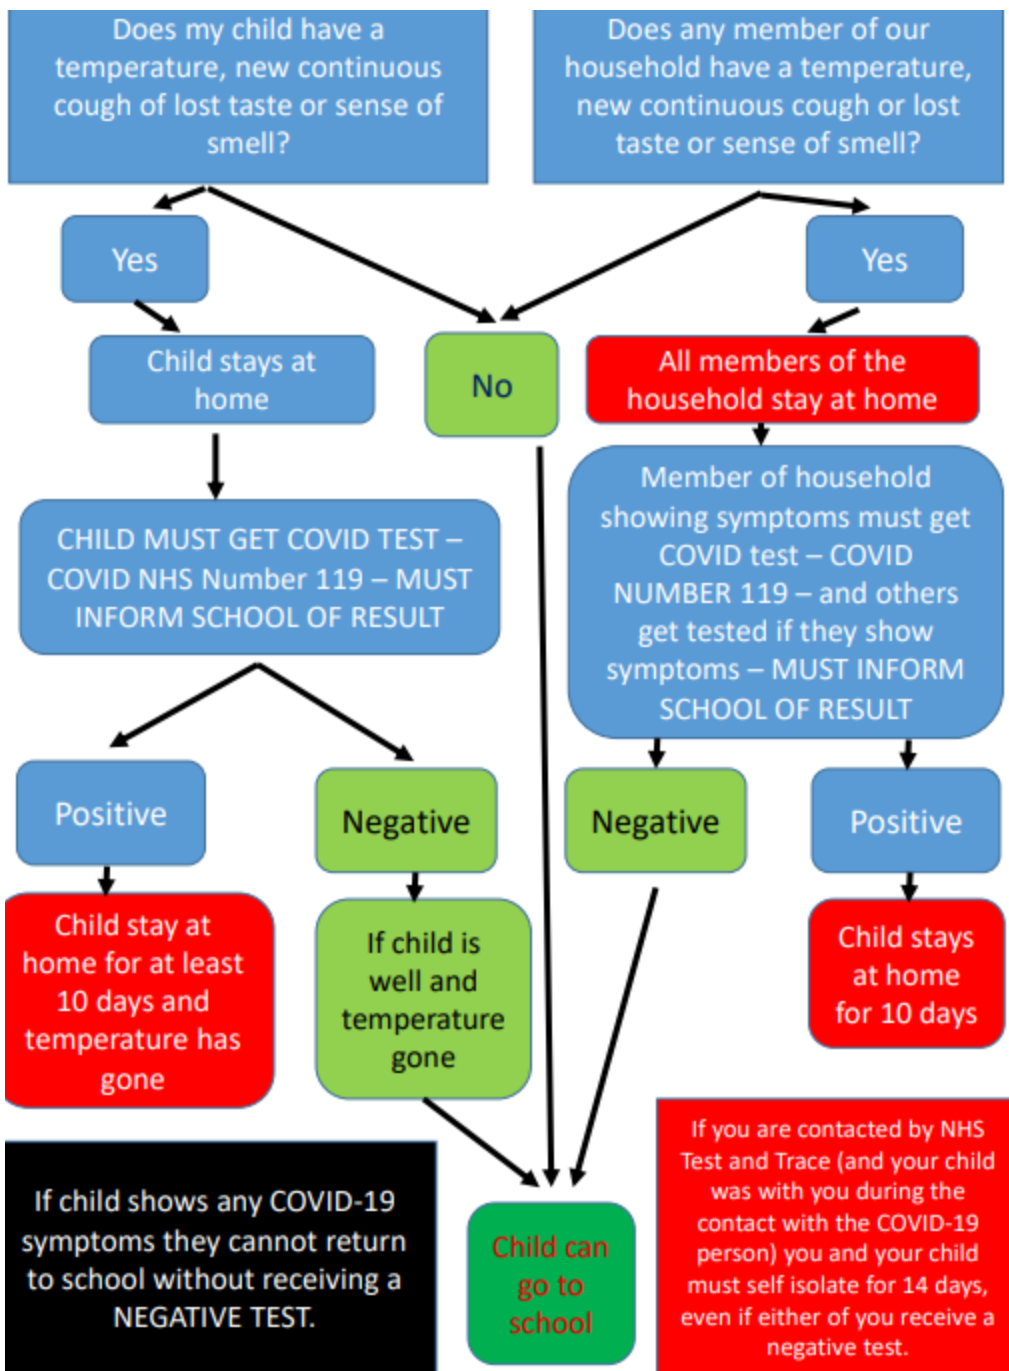 Does my child have a
temperature, new continuous
cough of lost taste or sense of
smell?
Does any member of our
household have a temperature,
new continuous cough or lost
taste or sense of smell?
Yes
Yes
Child stays at
home
No
All members of the
household stay at home
CHILD MUST GET COVID TEST –
COVID NHS Number 119 – MUST
INFORM SCHOOL OF RESULT
Member of household
showing symptoms must get
COVID test – COVID
NUMBER 119 – and others
get tested if they show
symptoms – MUST INFORM
SCHOOL OF RESULT
Positive
Negative
Negative
Positive
Child stay at
home for at least
10 days and
temperature has
gone
If child is
well and
temperature
gone
Child stays
at home
for 10 days
If child shows any COVID-19
symptoms they cannot return
to school without receiving a
NEGATIVE TEST.
Child can
go to
school
If you are contacted by NHS
Test and Trace (and your child
was with you during the
contact with the COVID-19
person) you and your child
must self isolate for 14 days,
even if either of you receive a
negative test.